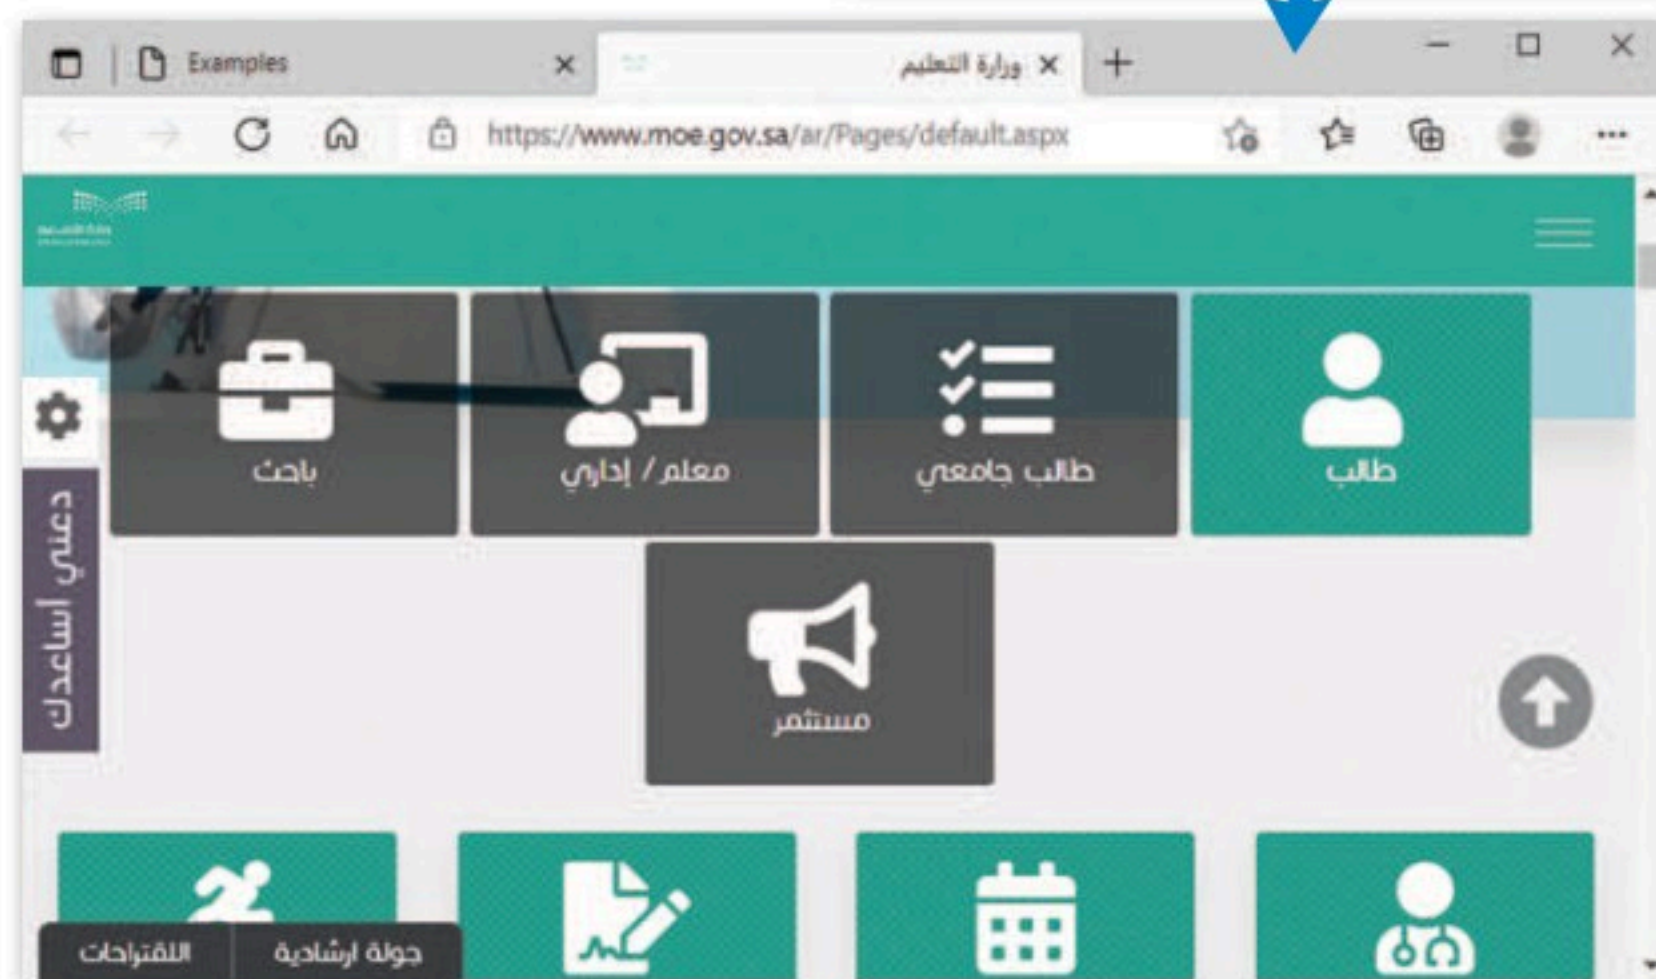 Examples
وزارة التعليم
https://www.moe.gov.sa/ar/Pages/default.aspx
طالب
طالب جامعي
معلم / إداري
باحث
دعني أساعدك
مستثمر
جولة ارشادية
اللقتراحات